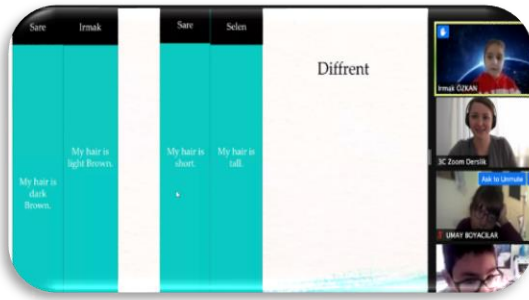 Sare Irmak
My hair is
dark
Brown.
My hair is
light Brown.
Sare Selen
My hair is
short.
My hair is
tall.
Diffrent
Irmak ÖZKAN
3C Zoom Derslik
Ask to Unmute
UMAY BOYACILAR